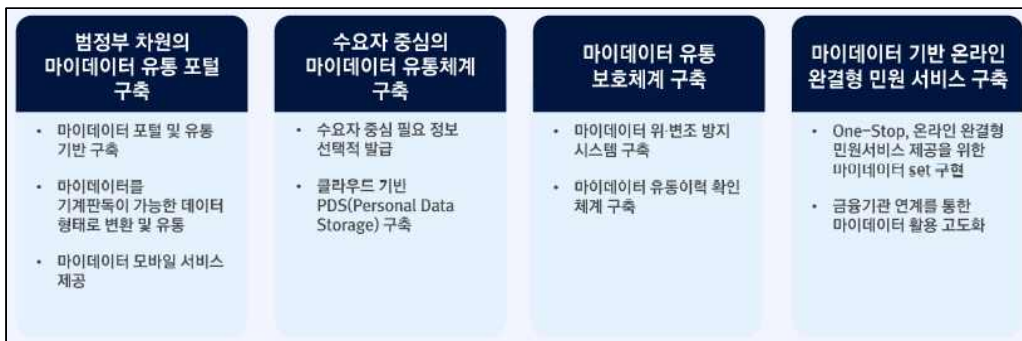 범정부 차원의
마이데이터 유통 포털
구축
• 마이데이터 포털 및 유통
기반 구축
• 마이데이터를
기계판독이 가능한 데이터
형태로 변환 및 유통
• 마이데이터 모바일 서비스
제공
수요자 중심의
마이데이터 유통체계
구축
• 수요자 중심 필요 정보
선택적 발급
• 클라우드 기반
PDS(Personal Data
Storage) 구축
마이데이터 유통
보호체계 구축
• 마이데이터 위·변조 방지
시스템 구축
• 마이데이터 유통이력 확인
체계 구축
마이데이터 기반 온라인
완결형 민원 서비스 구축
• One-Stop, 온라인 완결형
민원서비스 제공을 위한
마이데이터 set 구현
• 금융기관 연계를 통한
마이데이터 활용 고도화